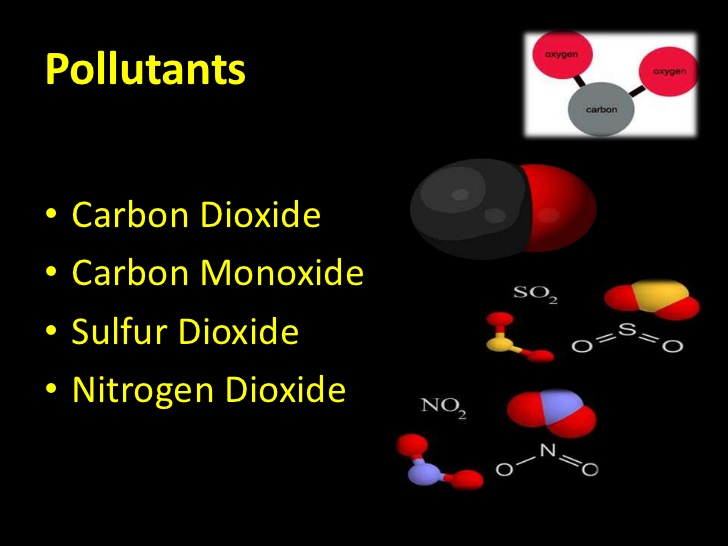 Pollutants
oxygen
oxygen
carbon
• Carbon Dioxide
• Carbon Monoxide
• Sulfur Dioxide
• Nitrogen Dioxide
SO₂
O S O
NO₂
O N O